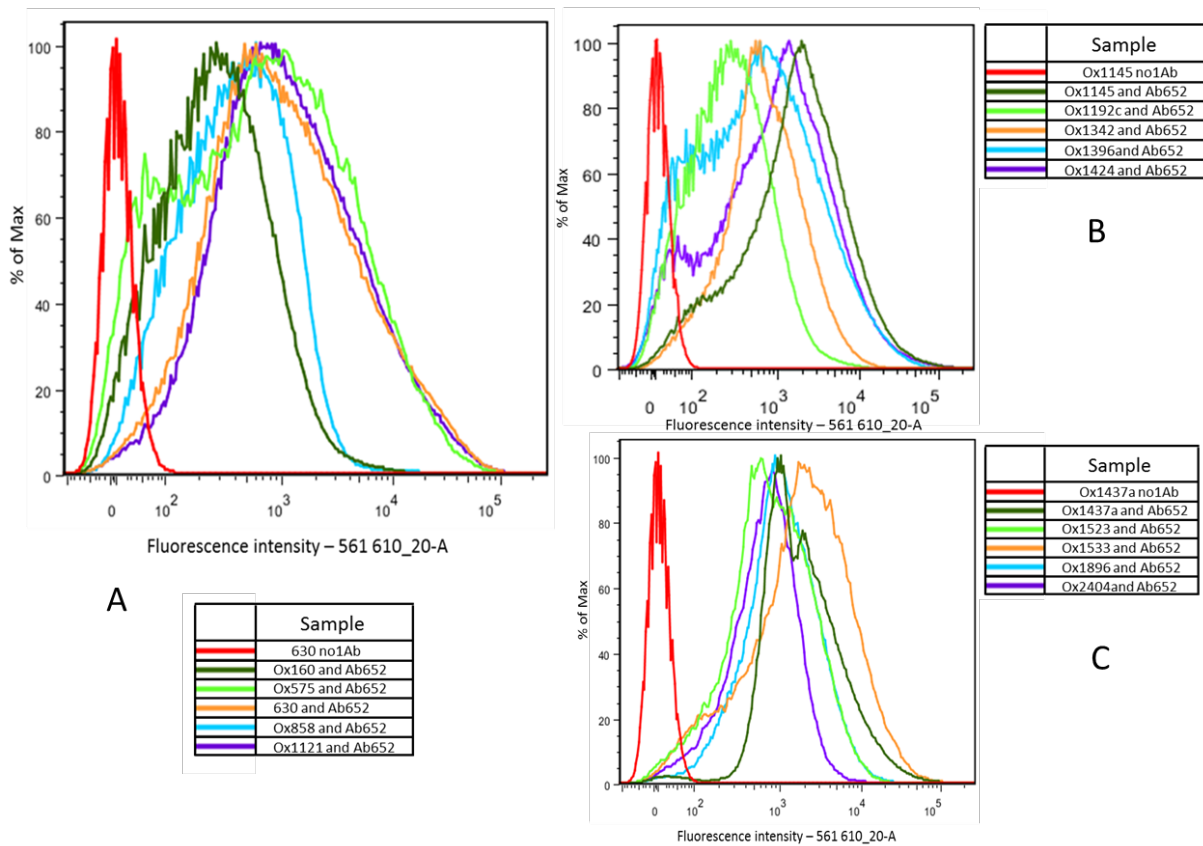 100
80
60
40
20
0
% of Max
0
10²
10³
10⁴
10⁵
Fluorescence intensity – 561 610_20-A
A
Sample
630 no1Ab
Ox160 and Ab652
Ox575 and Ab652
630 and Ab652
Ox858 and Ab652
Ox1121 and Ab652
100
80
60
40
20
0
% of Max
0
10²
10³
10⁴
10⁵
Fluorescence intensity – 561 610_20-A
Sample
Ox1145 no1Ab
Ox1145 and Ab652
Ox1192c and Ab652
Ox1342 and Ab652
Ox1396and Ab652
Ox1424 and Ab652
B
100
80
60
40
20
0
% of Max
0
10²
10³
10⁴
10⁵
Fluorescence intensity – 561 610_20-A
Sample
Ox1437a no1Ab
Ox1437a and Ab652
Ox1523 and Ab652
Ox1533 and Ab652
Ox1896 and Ab652
Ox2404and Ab652
C